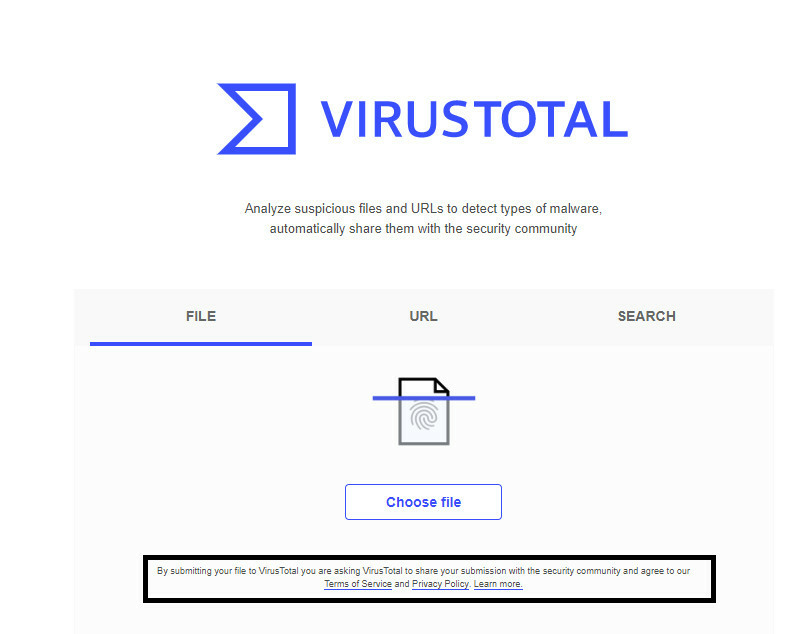 VIRUSTOTAL
Analyze suspicious files and URLs to detect types of malware,
automatically share them with the security community
FILE URL SEARCH
Choose file
By submitting your file to VirusTotal you are asking VirusTotal to share your submission with the security community and agree to our
Terms of Service and Privacy Policy. Learn more.